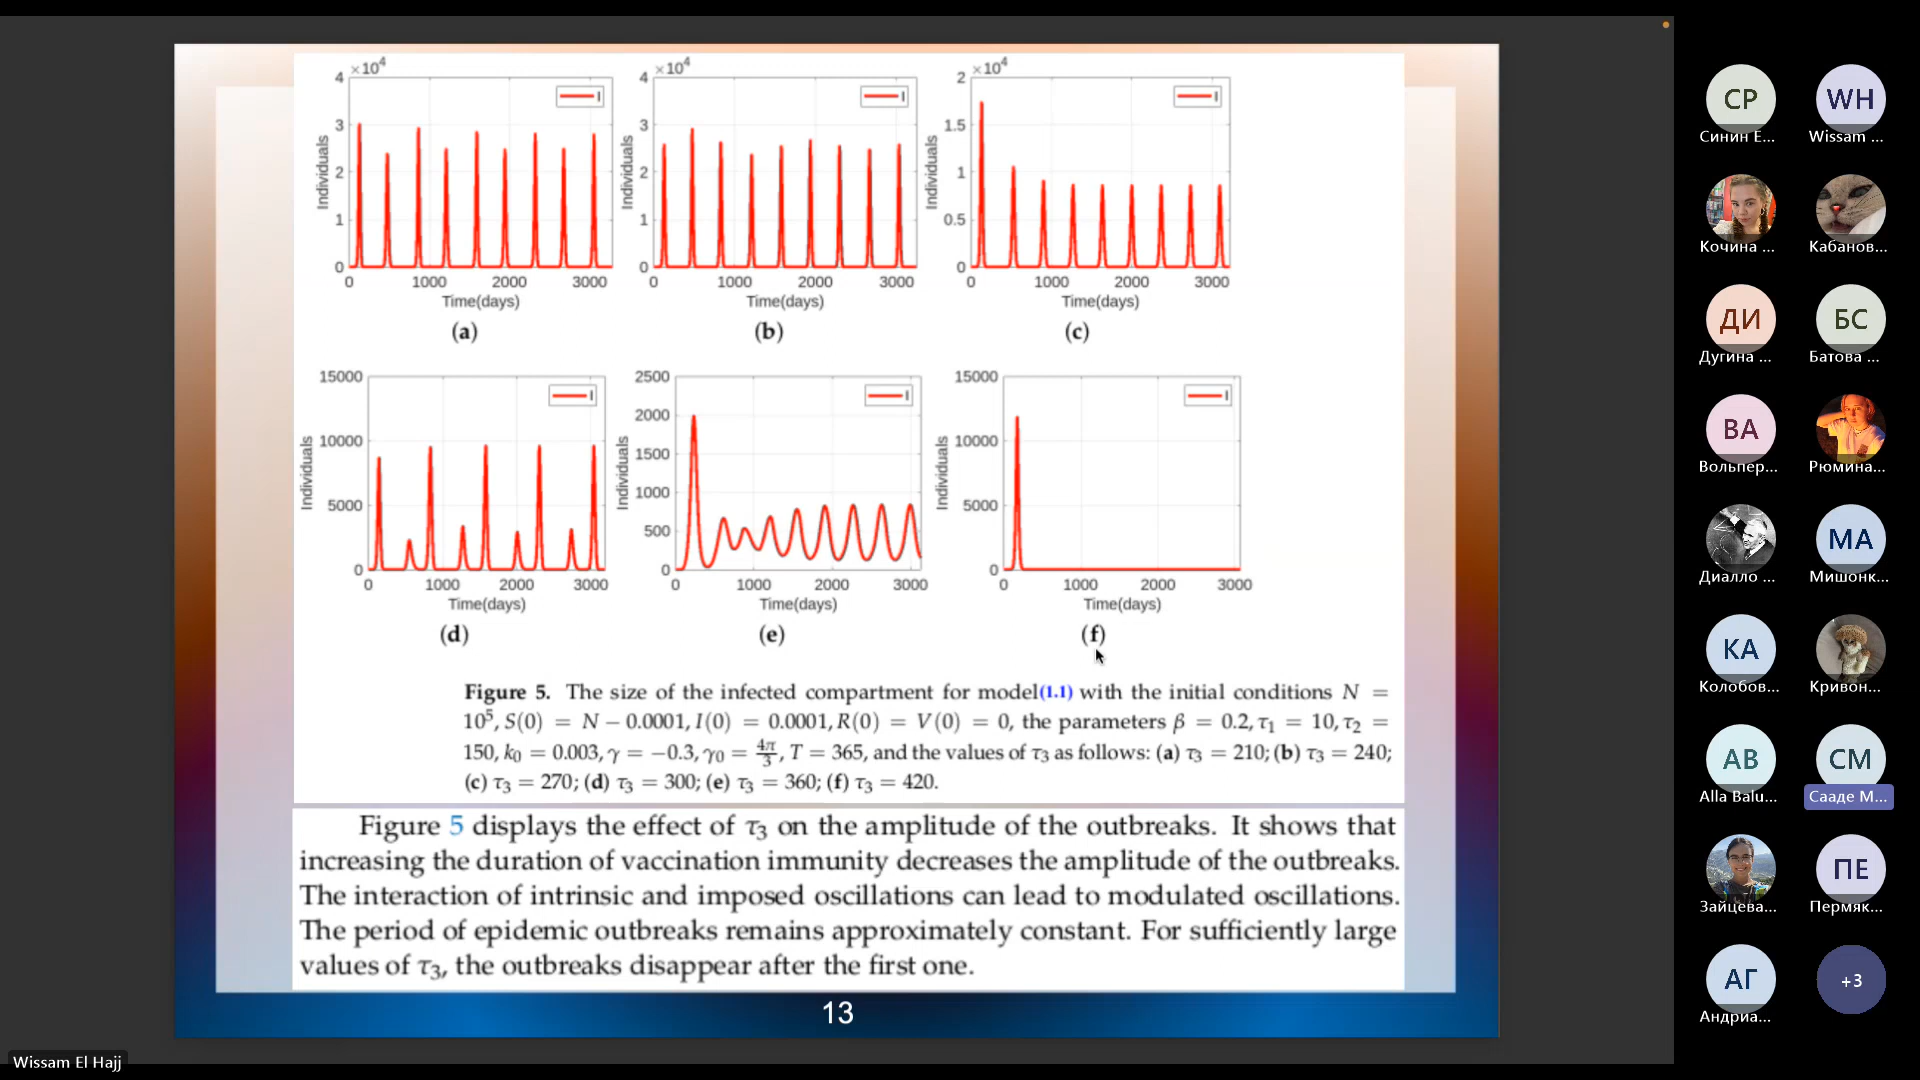 ×10⁴
4
3
2
1
0
Individuals
I
0 1000 2000 3000
Time(days)
(a)
×10⁴
4
3
2
1
0
Individuals
I
0 1000 2000 3000
Time(days)
(b)
×10⁴
2
1.5
1
0.5
0
Individuals
I
0 1000 2000 3000
Time(days)
(c)
15000
10000
5000
0
Individuals
I
0 1000 2000 3000
Time(days)
(d)
2500
2000
1500
1000
500
0
Individuals
I
0 1000 2000 3000
Time(days)
(e)
15000
10000
5000
0
Individuals
I
0 1000 2000 3000
Time(days)
(f)
Figure 5. The size of the infected compartment for model(1.1) with the initial conditions N =
10⁵, S(0) = N − 0.0001, I(0) = 0.0001, R(0) = V(0) = 0, the parameters β = 0.2, τ₁ = 10, τ₂ =
150, k₀ = 0.003, γ = −0.3, γ₀ = 4π/3, T = 365, and the values of τ₃ as follows: (a) τ₃ = 210; (b) τ₃ = 240;
(c) τ₃ = 270; (d) τ₃ = 300; (e) τ₃ = 360; (f) τ₃ = 420.
Figure 5 displays the effect of τ₃ on the amplitude of the outbreaks. It shows that
increasing the duration of vaccination immunity decreases the amplitude of the outbreaks.
The interaction of intrinsic and imposed oscillations can lead to modulated oscillations.
The period of epidemic outbreaks remains approximately constant. For sufficiently large
values of τ₃, the outbreaks disappear after the first one.
13
Wissam El Hajj
СР WH
Синин Е... Wissam ...
Кочина ... Кабанов...
ДИ БС
Дугина ... Батова ...
ВА
Вольпер... Рюмина...
МА
Диалло ... Мишонк...
КА
Колобов... Кривон...
AB СМ
Alla Balu... Сааде М...
ПЕ
Зайцева... Пермяк...
АГ +3
Андриа...